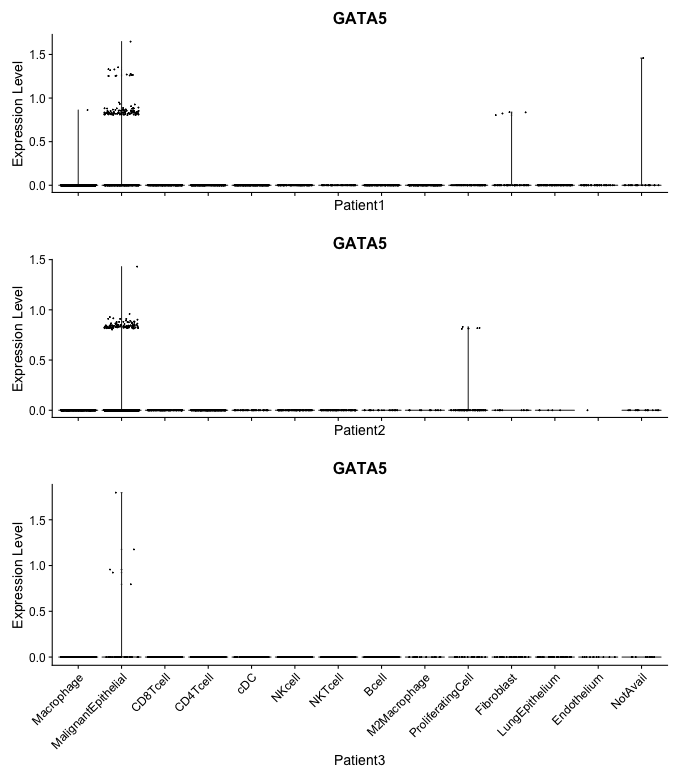 GATA5
Expression Level
1.5
1.0
0.5
0.0
Patient1
GATA5
Expression Level
1.5
1.0
0.5
0.0
Patient2
GATA5
Expression Level
1.5
1.0
0.5
0.0
Macrophage
MalignantEpithelial
CD8Tcell
CD4Tcell
cDC
NKcell
NKTcell
Bcell
M2Macrophage
ProliferatingCell
Fibroblast
LungEpithelium
Endothelium
NotAvail
Patient3